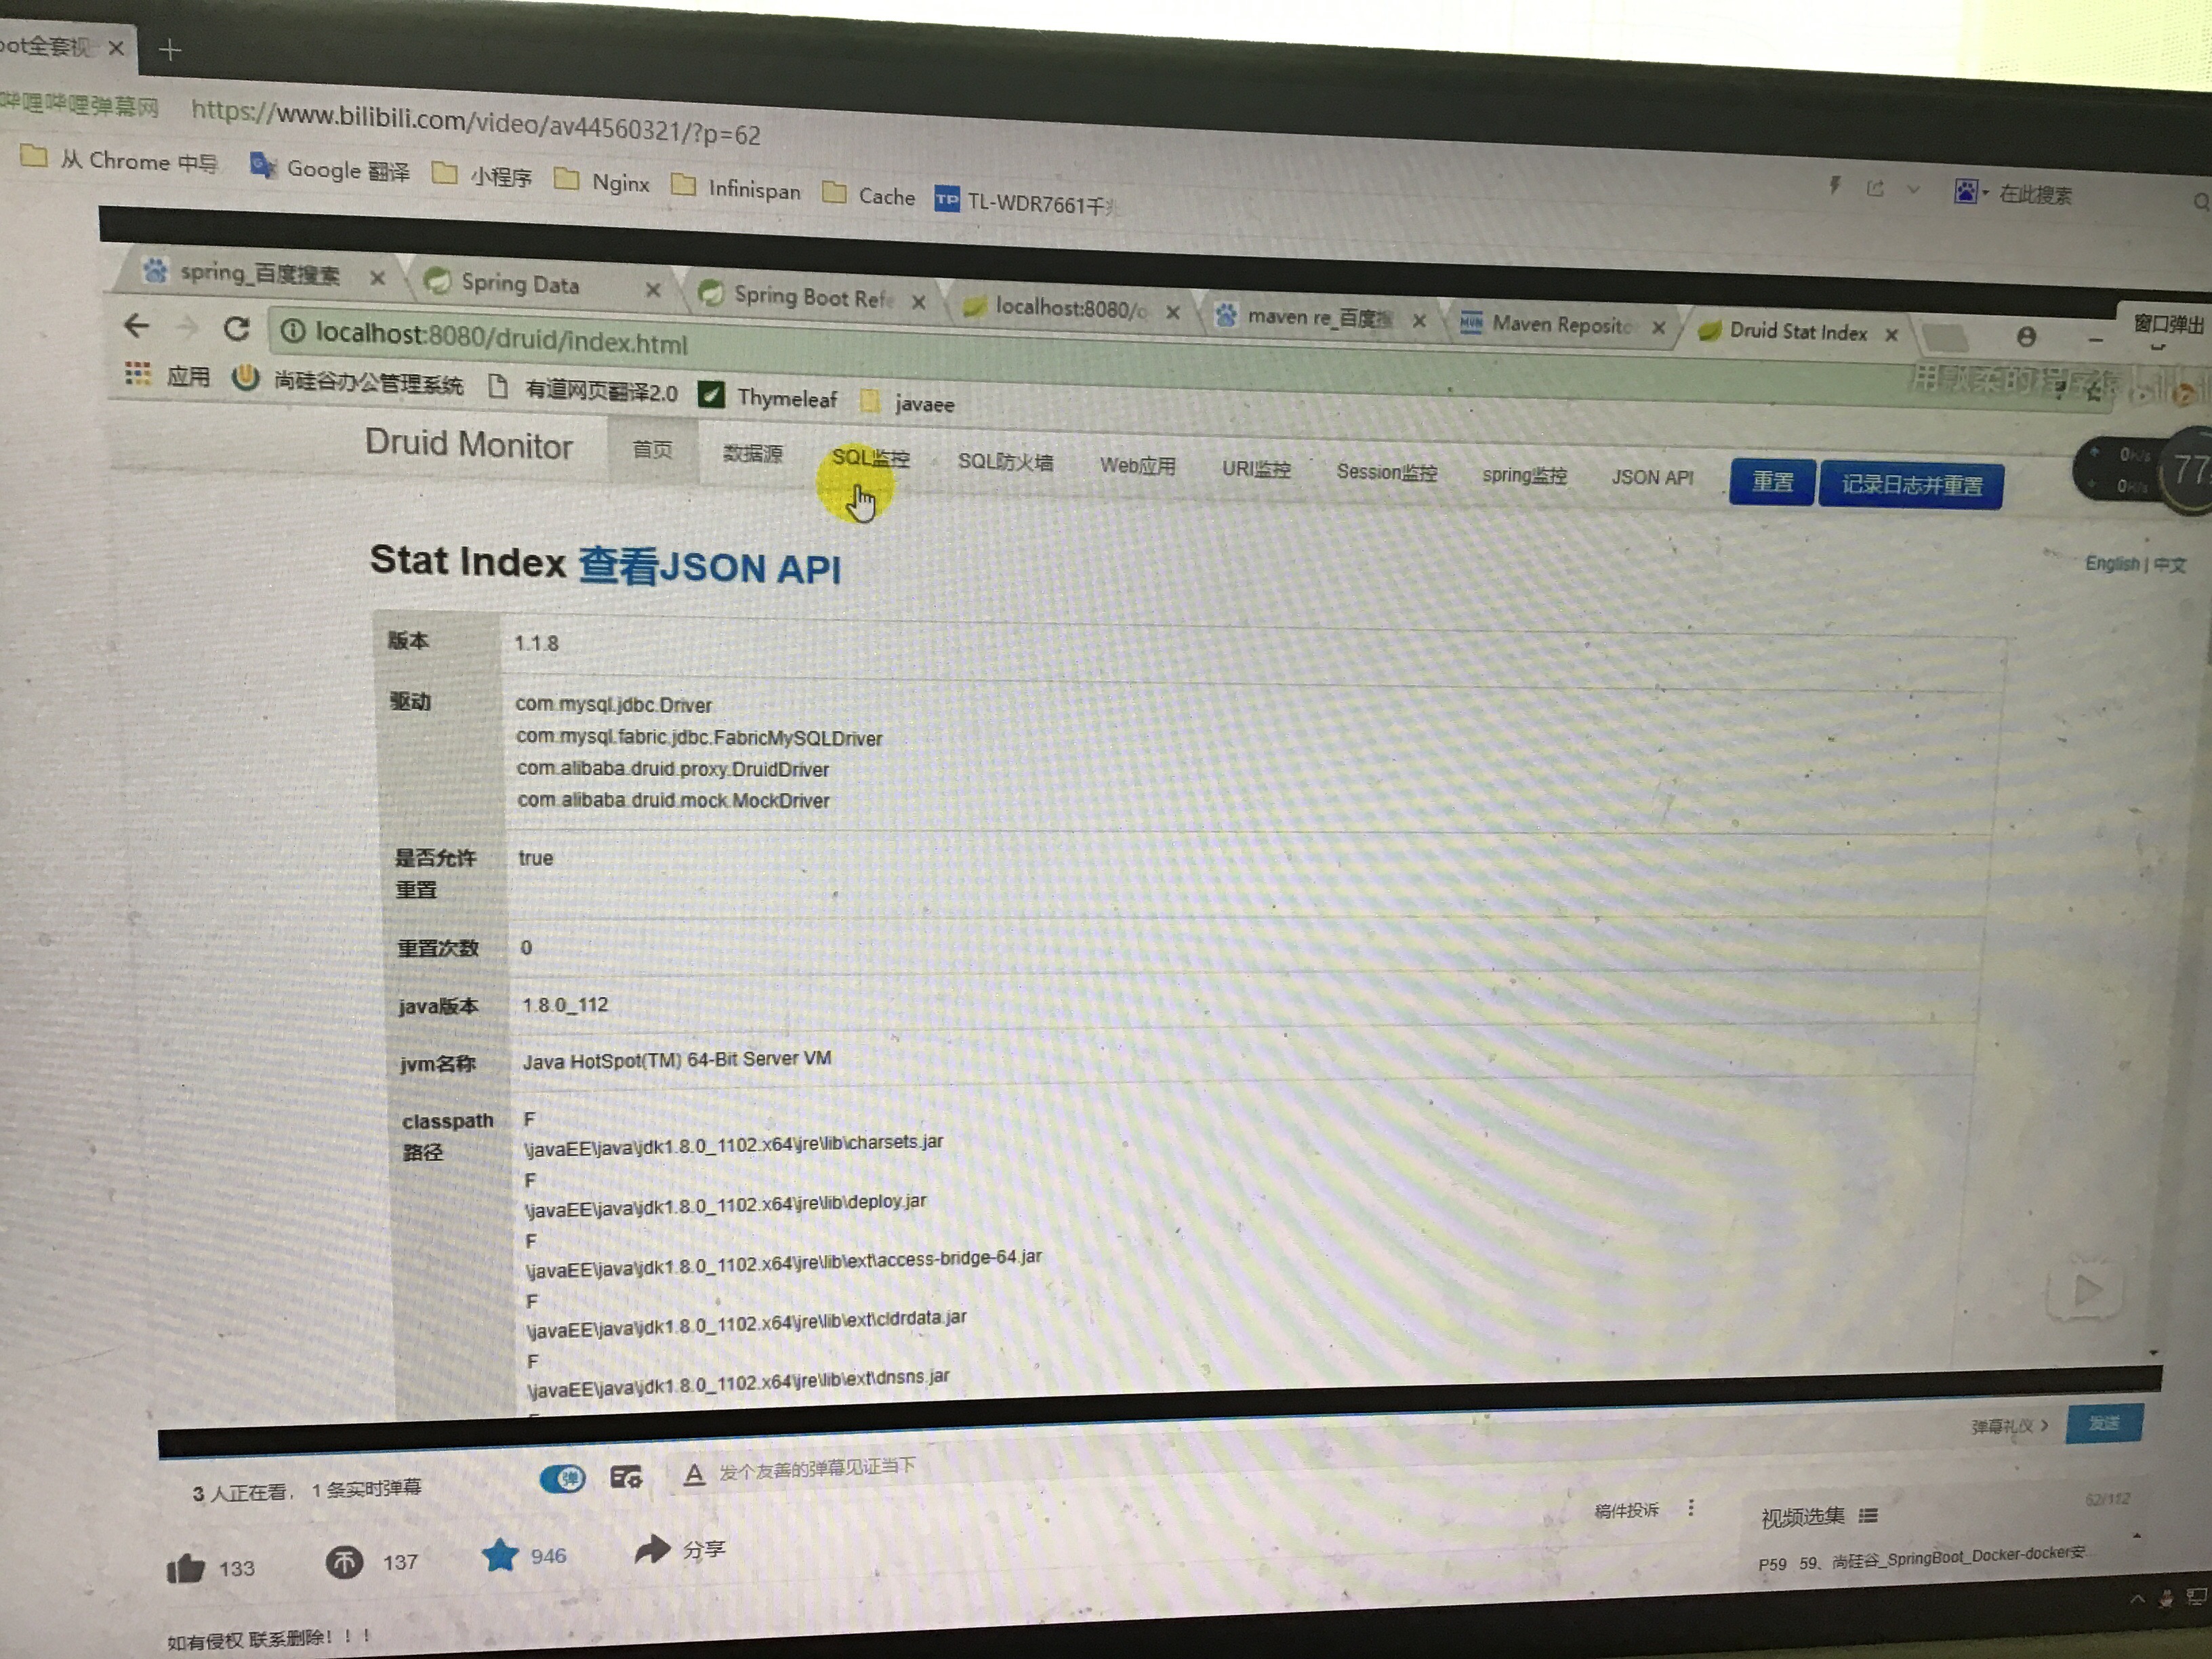 oot全套视
哔哩哔哩弹幕网 https://www.bilibili.com/video/av44560321/?p=62
从 Chrome 中导 Google 翻译 小程序 Nginx Infinispan Cache TP TL-WDR7661千兆 在此搜索
spring_百度搜索 Spring Data Spring Boot Refe localhost:8080/ maven re_百度搜 MVN Maven Reposito Druid Stat Index 窗口弹出
localhost:8080/druid/index.html
应用 尚硅谷办公管理系统 有道网页翻译2.0 Thymeleaf javaee
Druid Monitor 首页 数据源 SQL监控 SQL防火墙 Web应用 URI监控 Session监控 spring监控 JSON API 重置 记录日志并重置
0K/s
0K/s
77
Stat Index 查看JSON API
English | 中文
版本 1.1.8
驱动 com.mysql.jdbc.Driver
com.mysql.fabric.jdbc.FabricMySQLDriver
com.alibaba.druid.proxy.DruidDriver
com.alibaba.druid.mock.MockDriver
是否允许 true
重置
重置次数 0
java版本 1.8.0_112
jvm名称 Java HotSpot(TM) 64-Bit Server VM
classpath F
路径 \javaEE\java\jdk1.8.0_1102.x64\jre\lib\charsets.jar
F
\javaEE\java\jdk1.8.0_1102.x64\jre\lib\deploy.jar
F
\javaEE\java\jdk1.8.0_1102.x64\jre\lib\ext\access-bridge-64.jar
F
\javaEE\java\jdk1.8.0_1102.x64\jre\lib\ext\cldrdata.jar
F
\javaEE\java\jdk1.8.0_1102.x64\jre\lib\ext\dnsns.jar
弹幕礼仪 发送
3 人正在看， 1 条实时弹幕 弹 A 发个友善的弹幕见证当下
稿件投诉 视频选集 62/112
133 137 946 分享
P59 59、尚硅谷_SpringBoot_Docker-docker安...
如有侵权 联系删除！！！